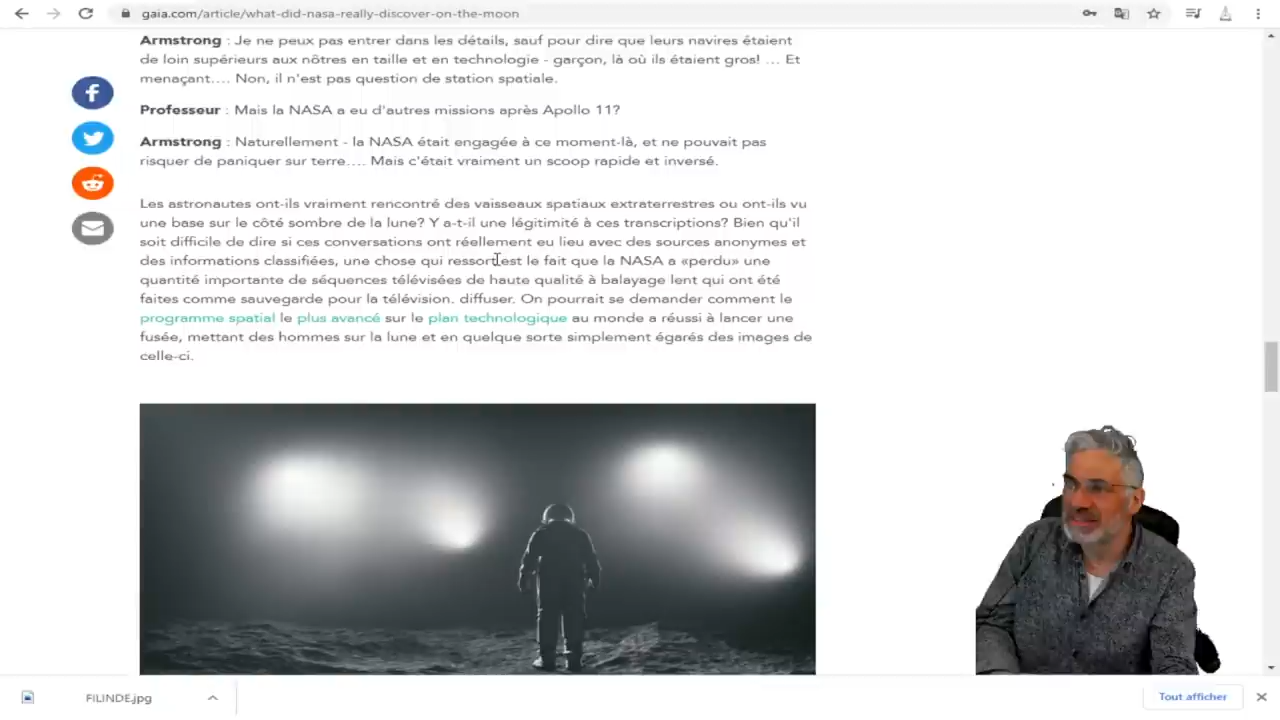 gaia.com/article/what-did-nasa-really-discover-on-the-moon
Armstrong : Je ne peux pas entrer dans les détails, sauf pour dire que leurs navires étaient
de loin supérieurs aux nôtres en taille et en technologie - garçon, là où ils étaient gros! ... Et
menaçant.... Non, il n'est pas question de station spatiale.
Professeur : Mais la NASA a eu d'autres missions après Apollo 11?
Armstrong : Naturellement - la NASA était engagée à ce moment-là, et ne pouvait pas
risquer de paniquer sur terre.... Mais c'était vraiment un scoop rapide et inversé.
Les astronautes ont-ils vraiment rencontré des vaisseaux spatiaux extraterrestres ou ont-ils vu
une base sur le côté sombre de la lune? Y a-t-il une légitimité à ces transcriptions? Bien qu'il
soit difficile de dire si ces conversations ont réellement eu lieu avec des sources anonymes et
des informations classifiées, une chose qui ressort est le fait que la NASA a «perdu» une
quantité importante de séquences télévisées de haute qualité à balayage lent qui ont été
faites comme sauvegarde pour la télévision. diffuser. On pourrait se demander comment le
programme spatial le plus avancé sur le plan technologique au monde a réussi à lancer une
fusée, mettant des hommes sur la lune et en quelque sorte simplement égarés des images de
celle-ci.
FILINDE.jpg
Tout afficher